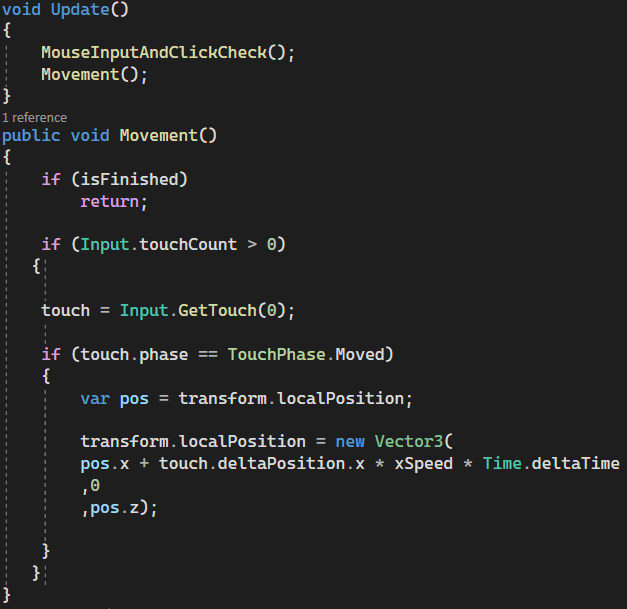 void Update()
{
MouseInputAndClickCheck();
Movement();
}
1 reference
public void Movement()
{
if (isFinished)
return;
if (Input.touchCount > 0)
{
touch = Input.GetTouch(0);
if (touch.phase == TouchPhase.Moved)
{
var pos = transform.localPosition;
transform.localPosition = new Vector3(
pos.x + touch.deltaPosition.x * xSpeed * Time.deltaTime
,0
,pos.z);
}
}
}